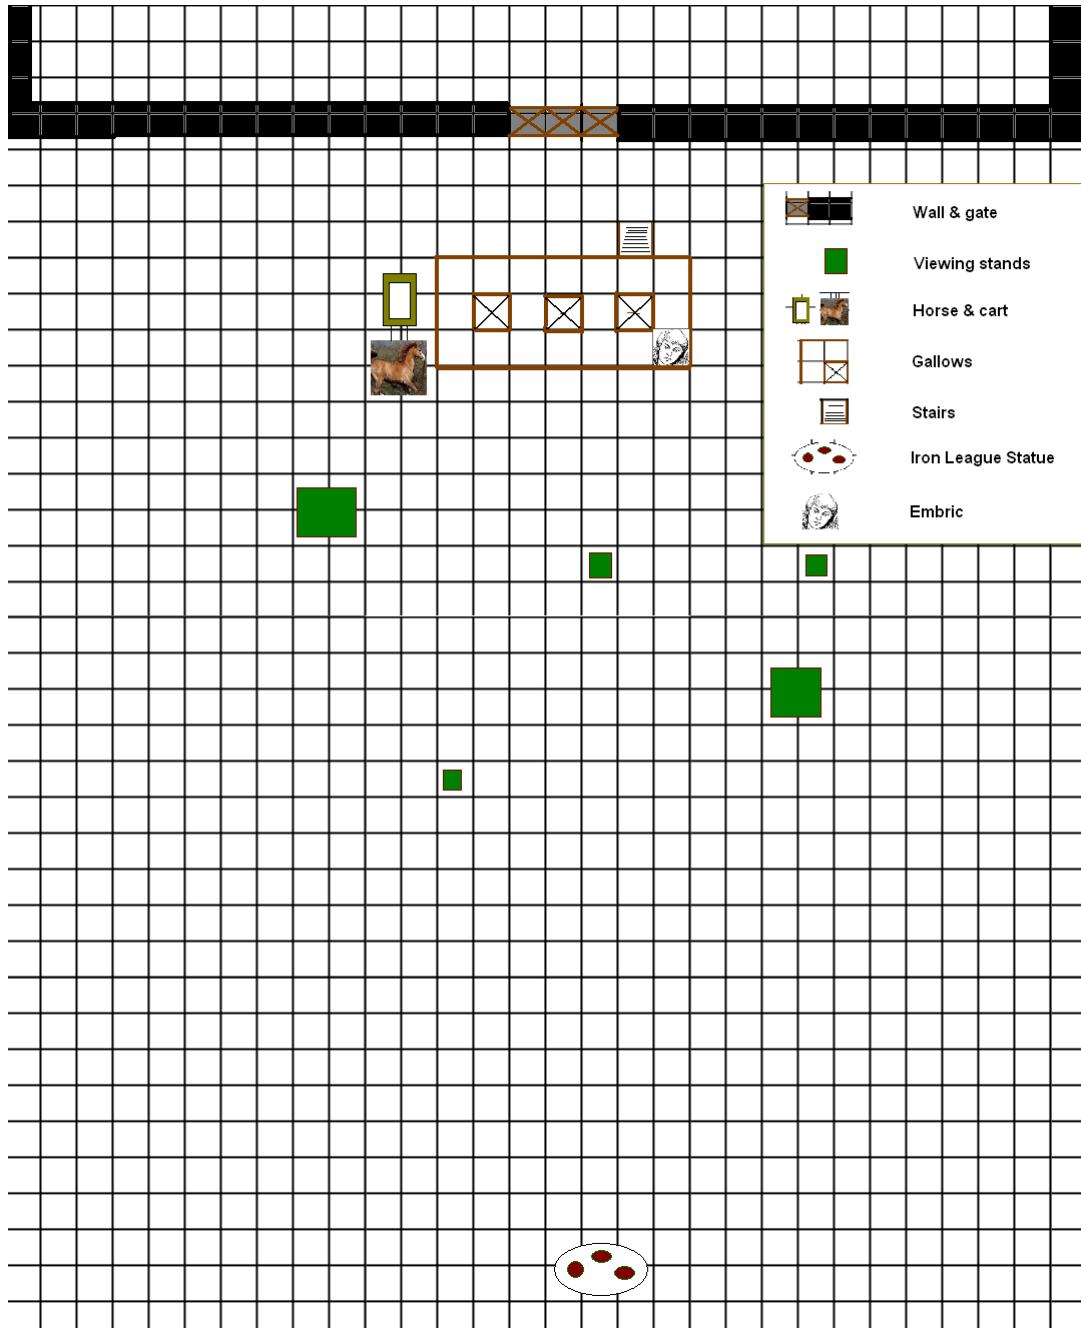 Wall & gate
Viewing stands
Horse & cart
Gallows
Stairs
Iron League Statue
Embric